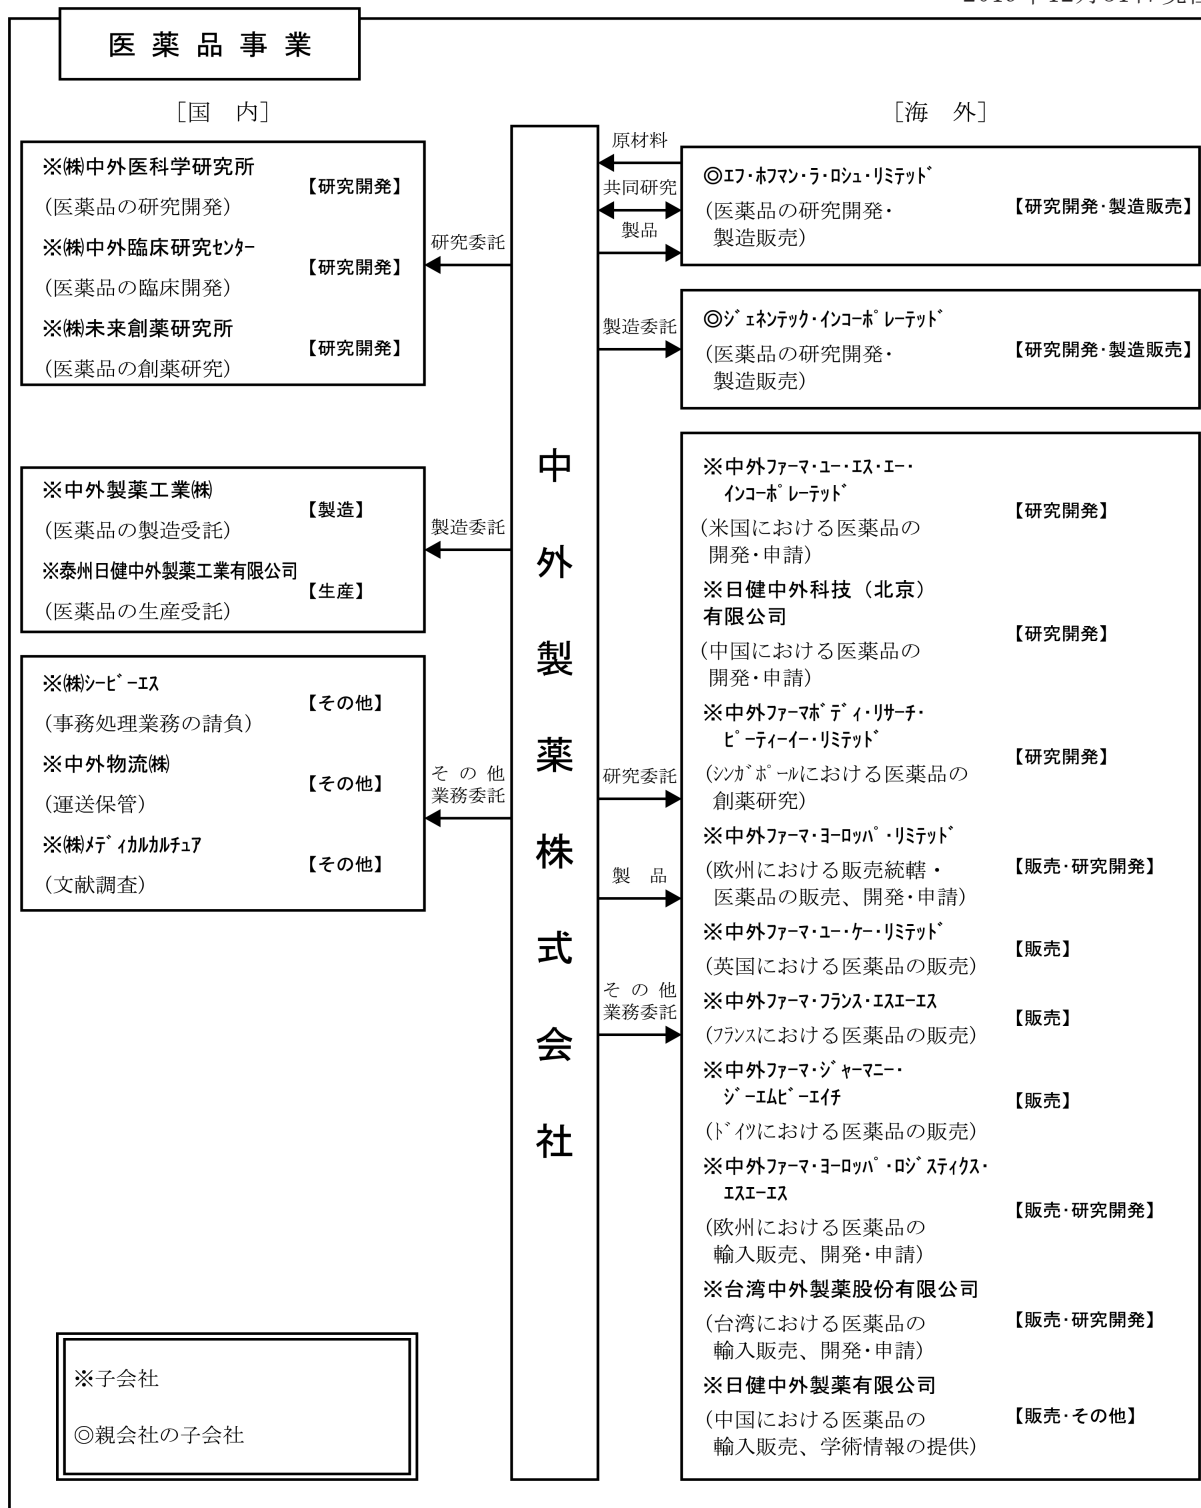 医薬品事業
［国　内］
※㈱中外医科学研究所
【研究開発】
(医薬品の研究開発)
※㈱中外臨床研究ｾﾝﾀｰ
【研究開発】
(医薬品の臨床開発)
※㈱未来創薬研究所
【研究開発】
(医薬品の創薬研究)
研究委託
※中外製薬工業㈱
【製造】
(医薬品の製造受託)
※泰州日健中外製薬工業有限公司
【生産】
(医薬品の生産受託)
製造委託
※㈱ｼｰﾋﾞｰｴｽ
【その他】
(事務処理業務の請負)
※中外物流㈱
【その他】
(運送保管)
※㈱ﾒﾃﾞｨｶﾙｶﾙﾁｭｱ
【その他】
(文献調査)
その他
業務委託
中外製薬株式会社
［海　外］
原材料
共同研究
製品
◎ｴﾌ･ﾎﾌﾏﾝ･ﾗ･ﾛｼｭ･ﾘﾐﾃｯﾄﾞ
(医薬品の研究開発･
製造販売)
【研究開発･製造販売】
製造委託
◎ｼﾞｪﾈﾝﾃｯｸ･ｲﾝｺｰﾎﾟﾚｰﾃｯﾄﾞ
(医薬品の研究開発･
製造販売)
【研究開発･製造販売】
研究委託
製　品
その他
業務委託
※中外ﾌｧｰﾏ･ﾕｰ･ｴｽ･ｴｰ･
ｲﾝｺｰﾎﾟﾚｰﾃｯﾄﾞ
【研究開発】
(米国における医薬品の
開発･申請)
※日健中外科技（北京）
有限公司
【研究開発】
(中国における医薬品の
開発･申請)
※中外ﾌｧｰﾏﾎﾞﾃﾞｨ･ﾘｻｰﾁ･
ﾋﾟｰﾃｨｰｲｰ･ﾘﾐﾃｯﾄﾞ
【研究開発】
(ｼﾝｶﾞﾎﾟｰﾙにおける医薬品の
創薬研究)
※中外ﾌｧｰﾏ･ﾖｰﾛｯﾊﾟ･ﾘﾐﾃｯﾄﾞ
【販売･研究開発】
(欧州における販売統轄・
医薬品の販売、開発･申請)
※中外ﾌｧｰﾏ･ﾕｰ･ｹｰ･ﾘﾐﾃｯﾄﾞ
【販売】
(英国における医薬品の販売)
※中外ﾌｧｰﾏ･ﾌﾗﾝｽ･ｴｽｴｰｴｽ
【販売】
(ﾌﾗﾝｽにおける医薬品の販売)
※中外ﾌｧｰﾏ･ｼﾞｬｰﾏﾆｰ･
ｼﾞｰｴﾑﾋﾞｰｴｲﾁ
【販売】
(ﾄﾞｲﾂにおける医薬品の販売)
※中外ﾌｧｰﾏ･ﾖｰﾛｯﾊﾟ･ﾛｼﾞｽﾃｨｸｽ･
ｴｽｴｰｴｽ
【販売･研究開発】
(欧州における医薬品の
輸入販売、開発･申請)
※台湾中外製薬股份有限公司
【販売･研究開発】
(台湾における医薬品の
輸入販売、開発･申請)
※日健中外製薬有限公司
【販売･その他】
(中国における医薬品の
輸入販売、学術情報の提供)
※子会社
◎親会社の子会社